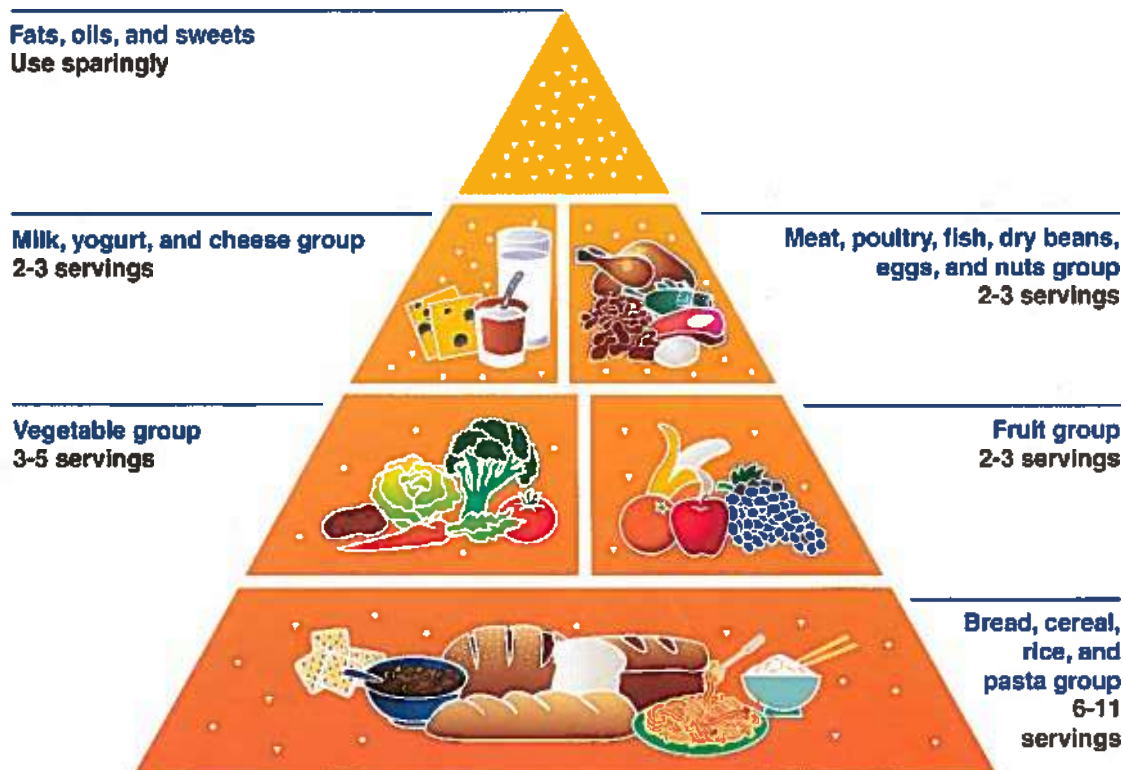 Fats, oils, and sweets
Use sparingly
Milk, yogurt, and cheese group
2-3 servings
Meat, poultry, fish, dry beans,
eggs, and nuts group
2-3 servings
Vegetable group
3-5 servings
Fruit group
2-3 servings
Bread, cereal,
rice, and
pasta group
6-11
servings